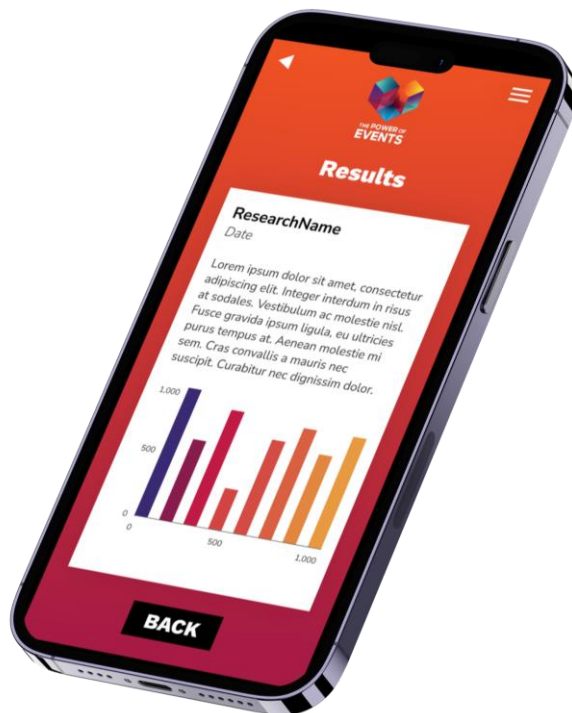 THE POWER OF
EVENTS
Results
ResearchName
Date
Lorem ipsum dolor sit amet, consectetur
adipiscing elit. Integer interdum in risus
at sodales. Vestibulum ac molestie nisl.
Fusce gravida ipsum ligula, eu ultricies
purus tempus at. Aenean molestie mi
sem. Cras convallis a mauris nec
suscipit. Curabitur nec dignissim dolor.
1,000
500
0
0
500
1,000
BACK